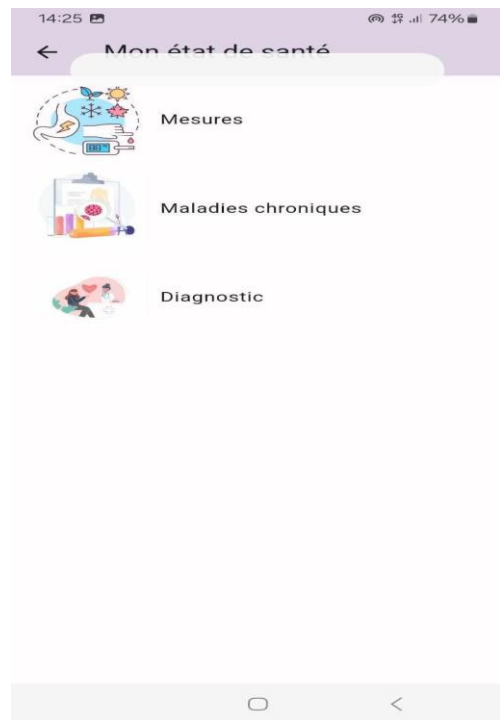 14:25 74%
Mon état de santé
Mesures
Maladies chroniques
Diagnostic